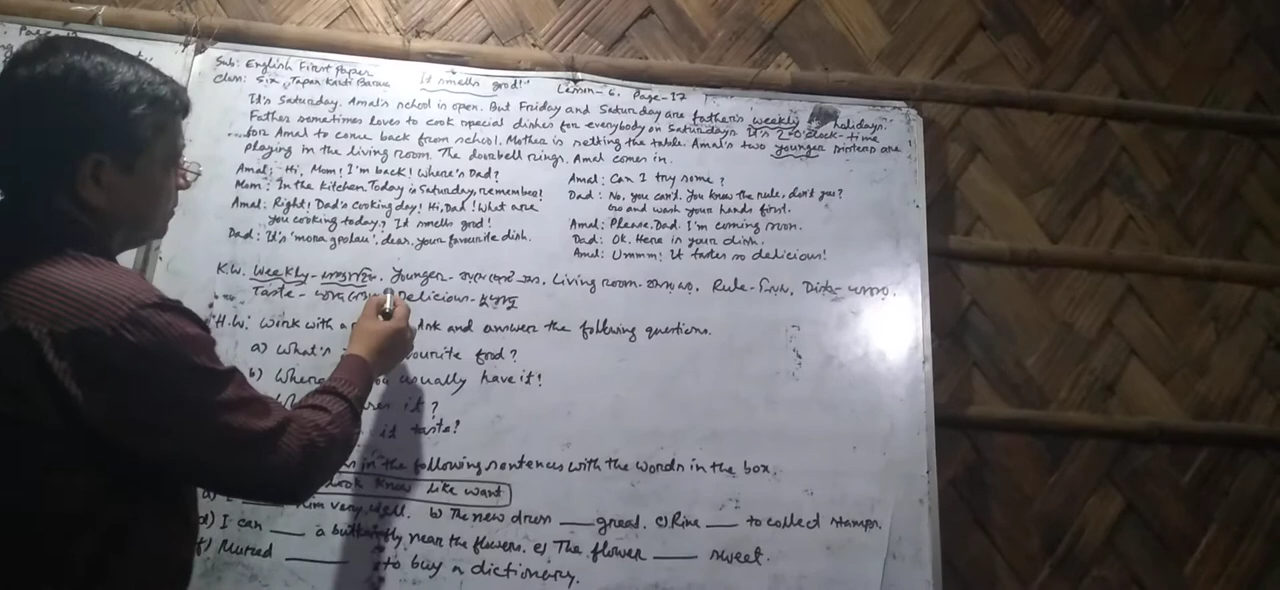 Sub: English First Paper
Class: Six, Tapan Kanti Barua
It smells good!
Lesson-6, Page-17
It's Saturday. Amal's school is open. But Friday and Saturday are father's weekly holidays.
Father sometimes loves to cook special dishes for everybody on Saturdays. It's 2 O'clock-time
for Amal to come back from school. Mother is setting the table. Amal's two younger sisters are
playing in the living room. The doorbell rings. Amal comes in.
Amal: Hi, Mom! I'm back! Where's Dad?
Mom: In the kitchen. Today is Saturday, remember!
Amal: Right! Dad's cooking day! Hi, Dad! What are
you cooking today? It smells good!
Dad: It's 'morag polau', dear, your favourite dish.
Amal: Can I try some?
Dad: No, you can't. You know the rule, don't you?
Go and wash your hands first.
Amal: Please, Dad. I'm coming soon.
Dad: Ok. Here is your dish.
Amal: Ummm! It tastes so delicious!
K.W. Weekly- সাপ্তাহিক. Younger- Living room- Rule- নিয়ম, Dish-
Taste- Delicious- সুস্বাদু
H.W: Work with a and answer the following questions.
a) What's favourite food?
b) Where you usually have it!
it?
it taste?
in the following sentences with the words in the box.
look know like want
a) I him very well. b) The new dress ___ great. c) Rina ___ to collect stamps.
d) I can ___ a butterfly near the flowers. e) The flower ___ sweet.
f) ___ to buy a dictionary.